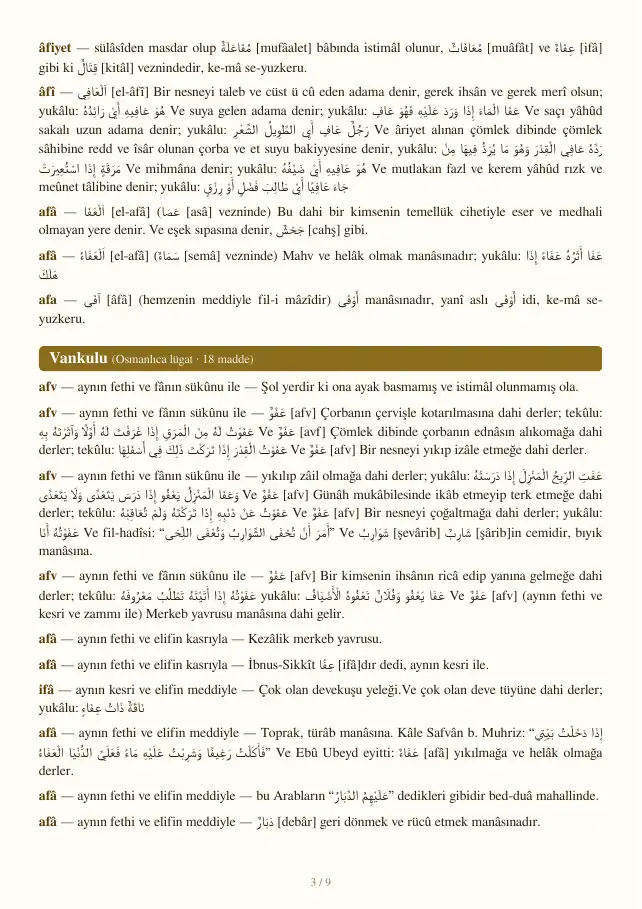 âfiyet — sülâsîden masdar olup مُفَاعَلَةٌ [mufâalet] bâbında istimâl olunur, مُعَافَاتٌ [muâfât] ve عِفَاءٌ [ifâ]
gibi ki قِتَالٌ [kitâl] veznindedir, ke-mâ se-yuzkeru.
âfî — اَلْعَافِي [el-âfî] Bir nesneyi taleb ve cüst ü cû eden adama denir, gerek ihsân ve gerek merî olsun;
yukâlu: هُوَ عَافِيهِ أَيْ رَائِدُهُ Ve suya gelen adama denir; yukâlu: عَفَا الْمَاءَ إِذَا وَرَدَ عَلَيْهِ فَهُوَ عَافٍ Ve saçı yâhûd
sakalı uzun adama denir; yukâlu: رَجُلٌ عَافٍ أَيِ الطَّوِيلُ الشَّعْرِ Ve âriyet alınan çömlek dibinde çömlek
sâhibine redd ve îsâr olunan çorba ve et suyu bakiyyesine denir, yukâlu: رَدَّهُ عَافِي الْقِدْرِ وَهُوَ مَا يُرَدُّ فِيهَا مِنْ
مَرَقَةٍ إِذَا اسْتُعِيرَتْ Ve mihmâna denir; yukâlu: هُوَ عَافِيهِ أَيْ ضَيْفُهُ Ve mutlakan fazl ve kerem yâhûd rızk ve
meûnet tâlibine denir; yukâlu: جَاءَ عَافِيًا أَيْ طَالِبَ فَضْلٍ أَوْ رِزْقٍ
afâ — اَلْعَفَا [el-afâ] (عَصَا [asâ] vezninde) Bu dahi bir kimsenin temellük cihetiyle eser ve medhali
olmayan yere denir. Ve eşek sıpasına denir, جَحْشٌ [cahş] gibi.
afâ — اَلْعَفَاءُ [el-afâ] (سَمَاءٌ [semâ] vezninde) Mahv ve helâk olmak manâsınadır; yukâlu: عَفَا أَثَرُهُ عَفَاءً إِذَا
هَلَكَ
afa — آفَى [âfâ] (hemzenin meddiyle fil-i mâzîdir) أَوْفَى manâsınadır, yanî aslı أَوْفَى idi, ke-mâ se-
yuzkeru.
Vankulu (Osmanlıca lügat · 18 madde)
afv — aynın fethi ve fânın sükûnu ile — Şol yerdir ki ona ayak basmamış ve istimâl olunmamış ola.
afv — aynın fethi ve fânın sükûnu ile — عَفْوٌ [afv] Çorbanın çervişle kotarılmasına dahi derler; tekûlu:
عَفَوْتُ لَهُ مِنَ الْمَرَقِ إِذَا غَرَفْتَ لَهُ أَوَّلًا وَآثَرْتَهُ بِهِ Ve عَفْوٌ [avf] Çömlek dibinde çorbanın ednâsın alıkomağa dahi
derler; tekûlu: عَفَوْتُ الْقِدْرَ إِذَا تَرَكْتَ ذَلِكَ فِي أَسْفَلِهَا Ve عَفْوٌ [afv] Bir nesneyi yıkıp izâle etmeğe dahi derler.
afv — aynın fethi ve fânın sükûnu ile — yıkılıp zâil olmağa dahi derler; yukâlu: عَفَتِ الرِّيحُ الْمَنْزِلَ إِذَا دَرَسَتْهُ
وَعَفَا الْمَنْزِلُ يَعْفُو إِذَا دَرَسَ يَتَعَدَّى وَلَا يَتَعَدَّى Ve عَفْوٌ [afv] Günâh mukâbilesinde ikâb etmeyip terk etmeğe dahi
derler; tekûlu: عَفَوْتُ عَنْ ذَنْبِهِ إِذَا تَرَكْتَهُ وَلَمْ تُعَاقِبْهُ Ve عَفْوٌ [afv] Bir nesneyi çoğaltmağa dahi derler; yukâlu:
عَفَوْتُهُ أَنَا Ve fil-hadîsi: “أَمَرَ أَنْ تُحْفَى الشَّوَارِبُ وَتُعْفَى اللِّحَى” Ve شَوَارِبُ [şevârib] شَارِبٌ [şârib]in cemidir, bıyık
manâsına.
afv — aynın fethi ve fânın sükûnu ile — عَفْوٌ [afv] Bir kimsenin ihsânın ricâ edip yanına gelmeğe dahi
derler; tekûlu: عَفَوْتُهُ إِذَا أَتَيْتَهُ تَطْلُبُ مَعْرُوفَهُ yukâlu: عَفَا يَعْفُو وَفُلَانٌ تَعْفُوهُ الْأَضْيَافُ Ve عَفْوٌ [afv] (aynın fethi ve
kesri ve zammı ile) Merkeb yavrusu manâsına dahi gelir.
afâ — aynın fethi ve elifin kasrıyla — Kezâlik merkeb yavrusu.
afâ — aynın fethi ve elifin kasrıyla — İbnus-Sikkît عِفًا [ifâ]dır dedi, aynın kesri ile.
ifâ — aynın kesri ve elifin meddiyle — Çok olan devekuşu yeleği.Ve çok olan deve tüyüne dahi derler;
yukâlu: نَاقَةٌ ذَاتُ عِفَاءٍ
afâ — aynın fethi ve elifin meddiyle — Toprak, türâb manâsına. Kâle Safvân b. Muhriz: “إِذَا دَخَلْتُ بَيْتِي
فَأَكَلْتُ رَغِيفًا وَشَرِبْتُ عَلَيْهِ مَاءً فَعَلَى الدُّنْيَا الْعَفَاءُ” Ve Ebû Ubeyd eyitti: عَفَاءٌ [afâ] yıkılmağa ve helâk olmağa
derler.
afâ — aynın fethi ve elifin meddiyle — bu Arabların “عَلَيْهِمُ الدَّبَارُ” dedikleri gibidir bed-duâ mahallinde.
afâ — aynın fethi ve elifin meddiyle — دَبَارٌ [debâr] geri dönmek ve rücû etmek manâsınadır.
3 / 9